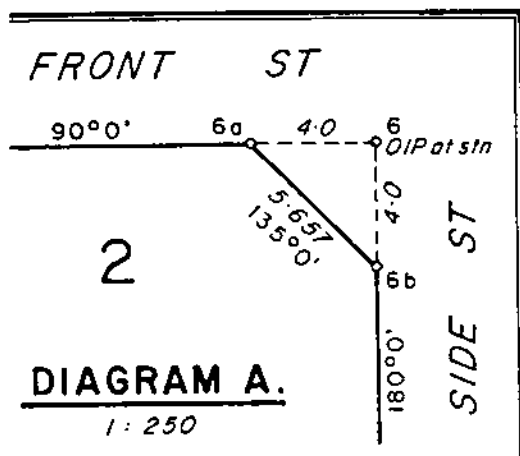 FRONT ST
90°0'
6a
4·0
6
OIP at stn
5·657
135°0'
4·0
6b
2
SIDE ST
180°0'
DIAGRAM A.
1:250